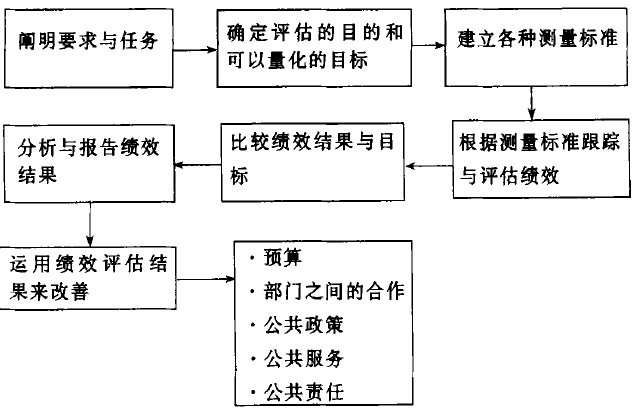 阐明要求与任务
确定评估的目的和
可以量化的目标
建立各种测量标准
根据测量标准跟踪
与评估绩效
比较绩效结果与目
标
分析与报告绩效
结果
运用绩效评估结
果来改善
·预算
·部门之间的合作
·公共政策
·公共服务
·公共责任